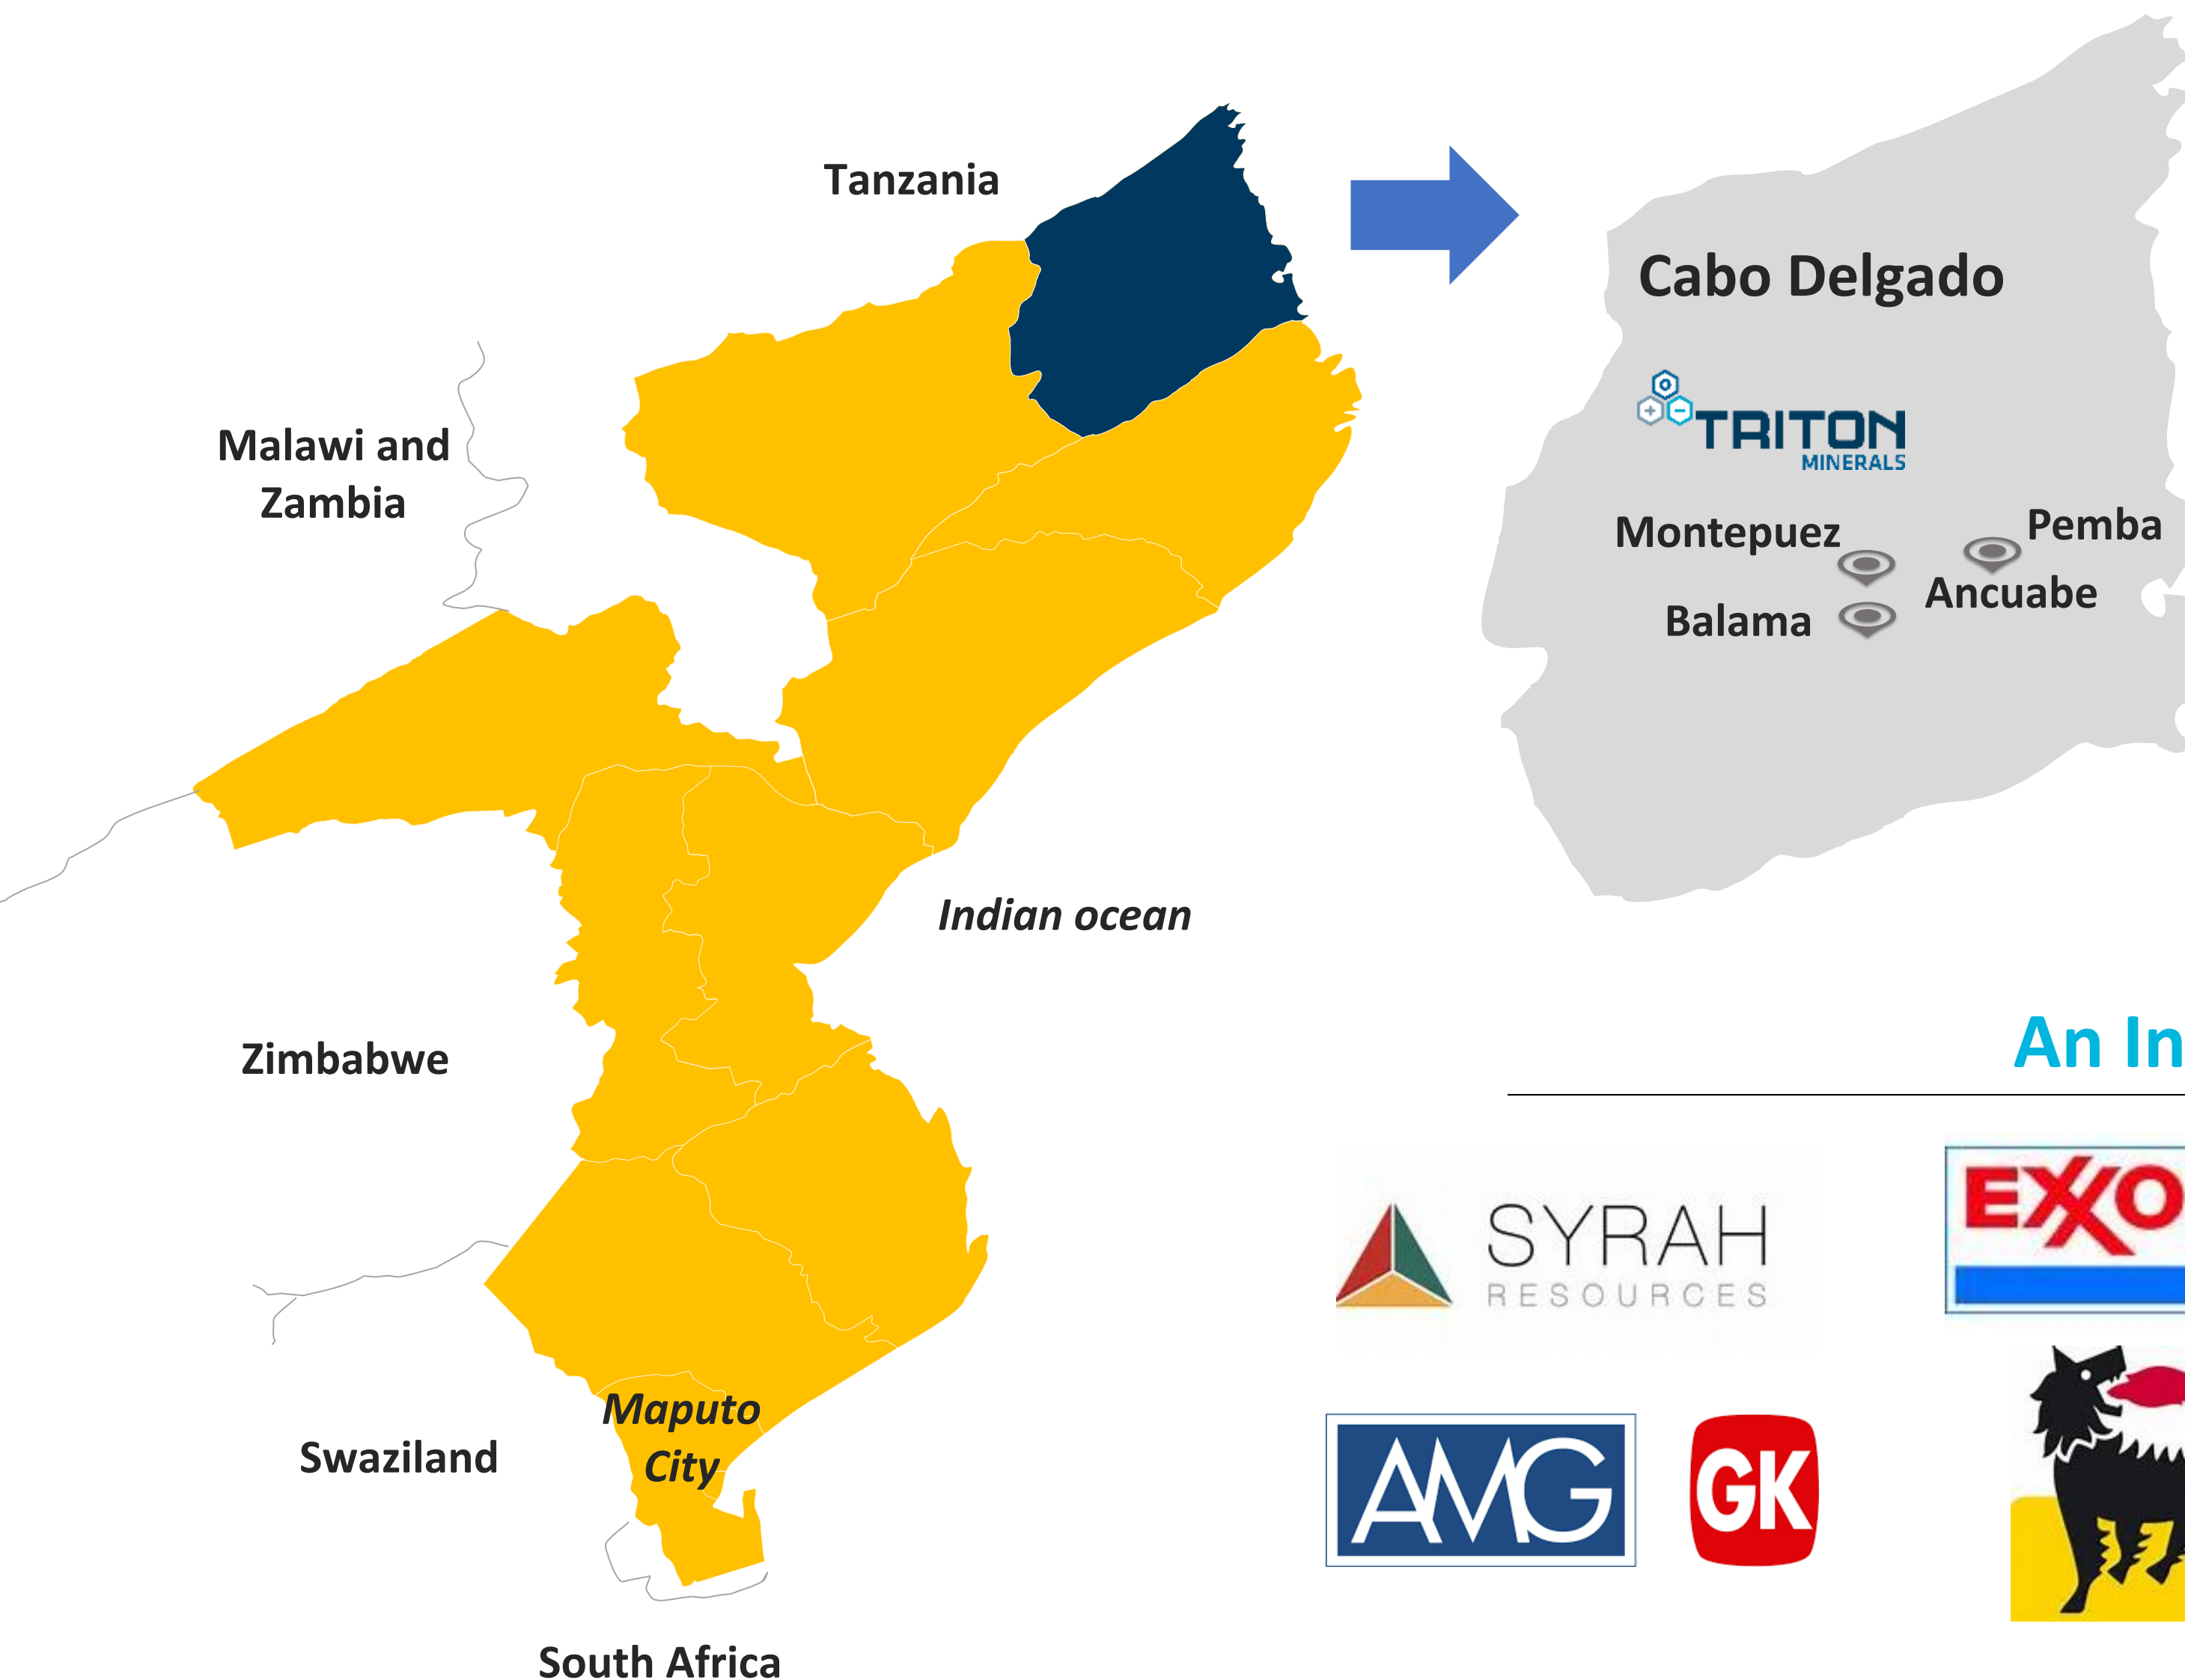 Tanzania
Cabo Delgado
TRITON
MINERALS
Malawi and
Zambia
Montepuez
Pemba
Ancuabe
Balama
Indian ocean
Zimbabwe
An In
EXXO
SYRAH
RESOURCES
Maputo
City
AMG
GK
Swaziland
South Africa